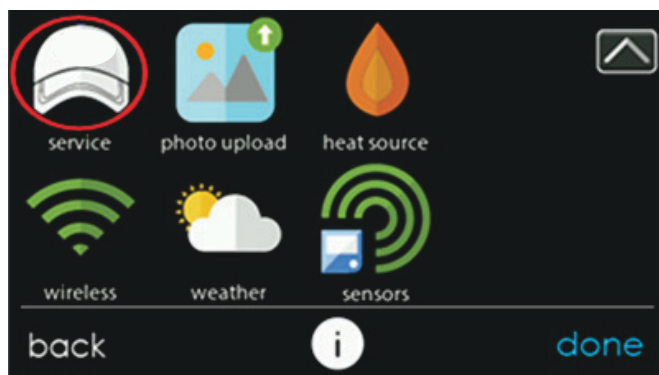 service photo upload heat source
wireless weather sensors
back i done